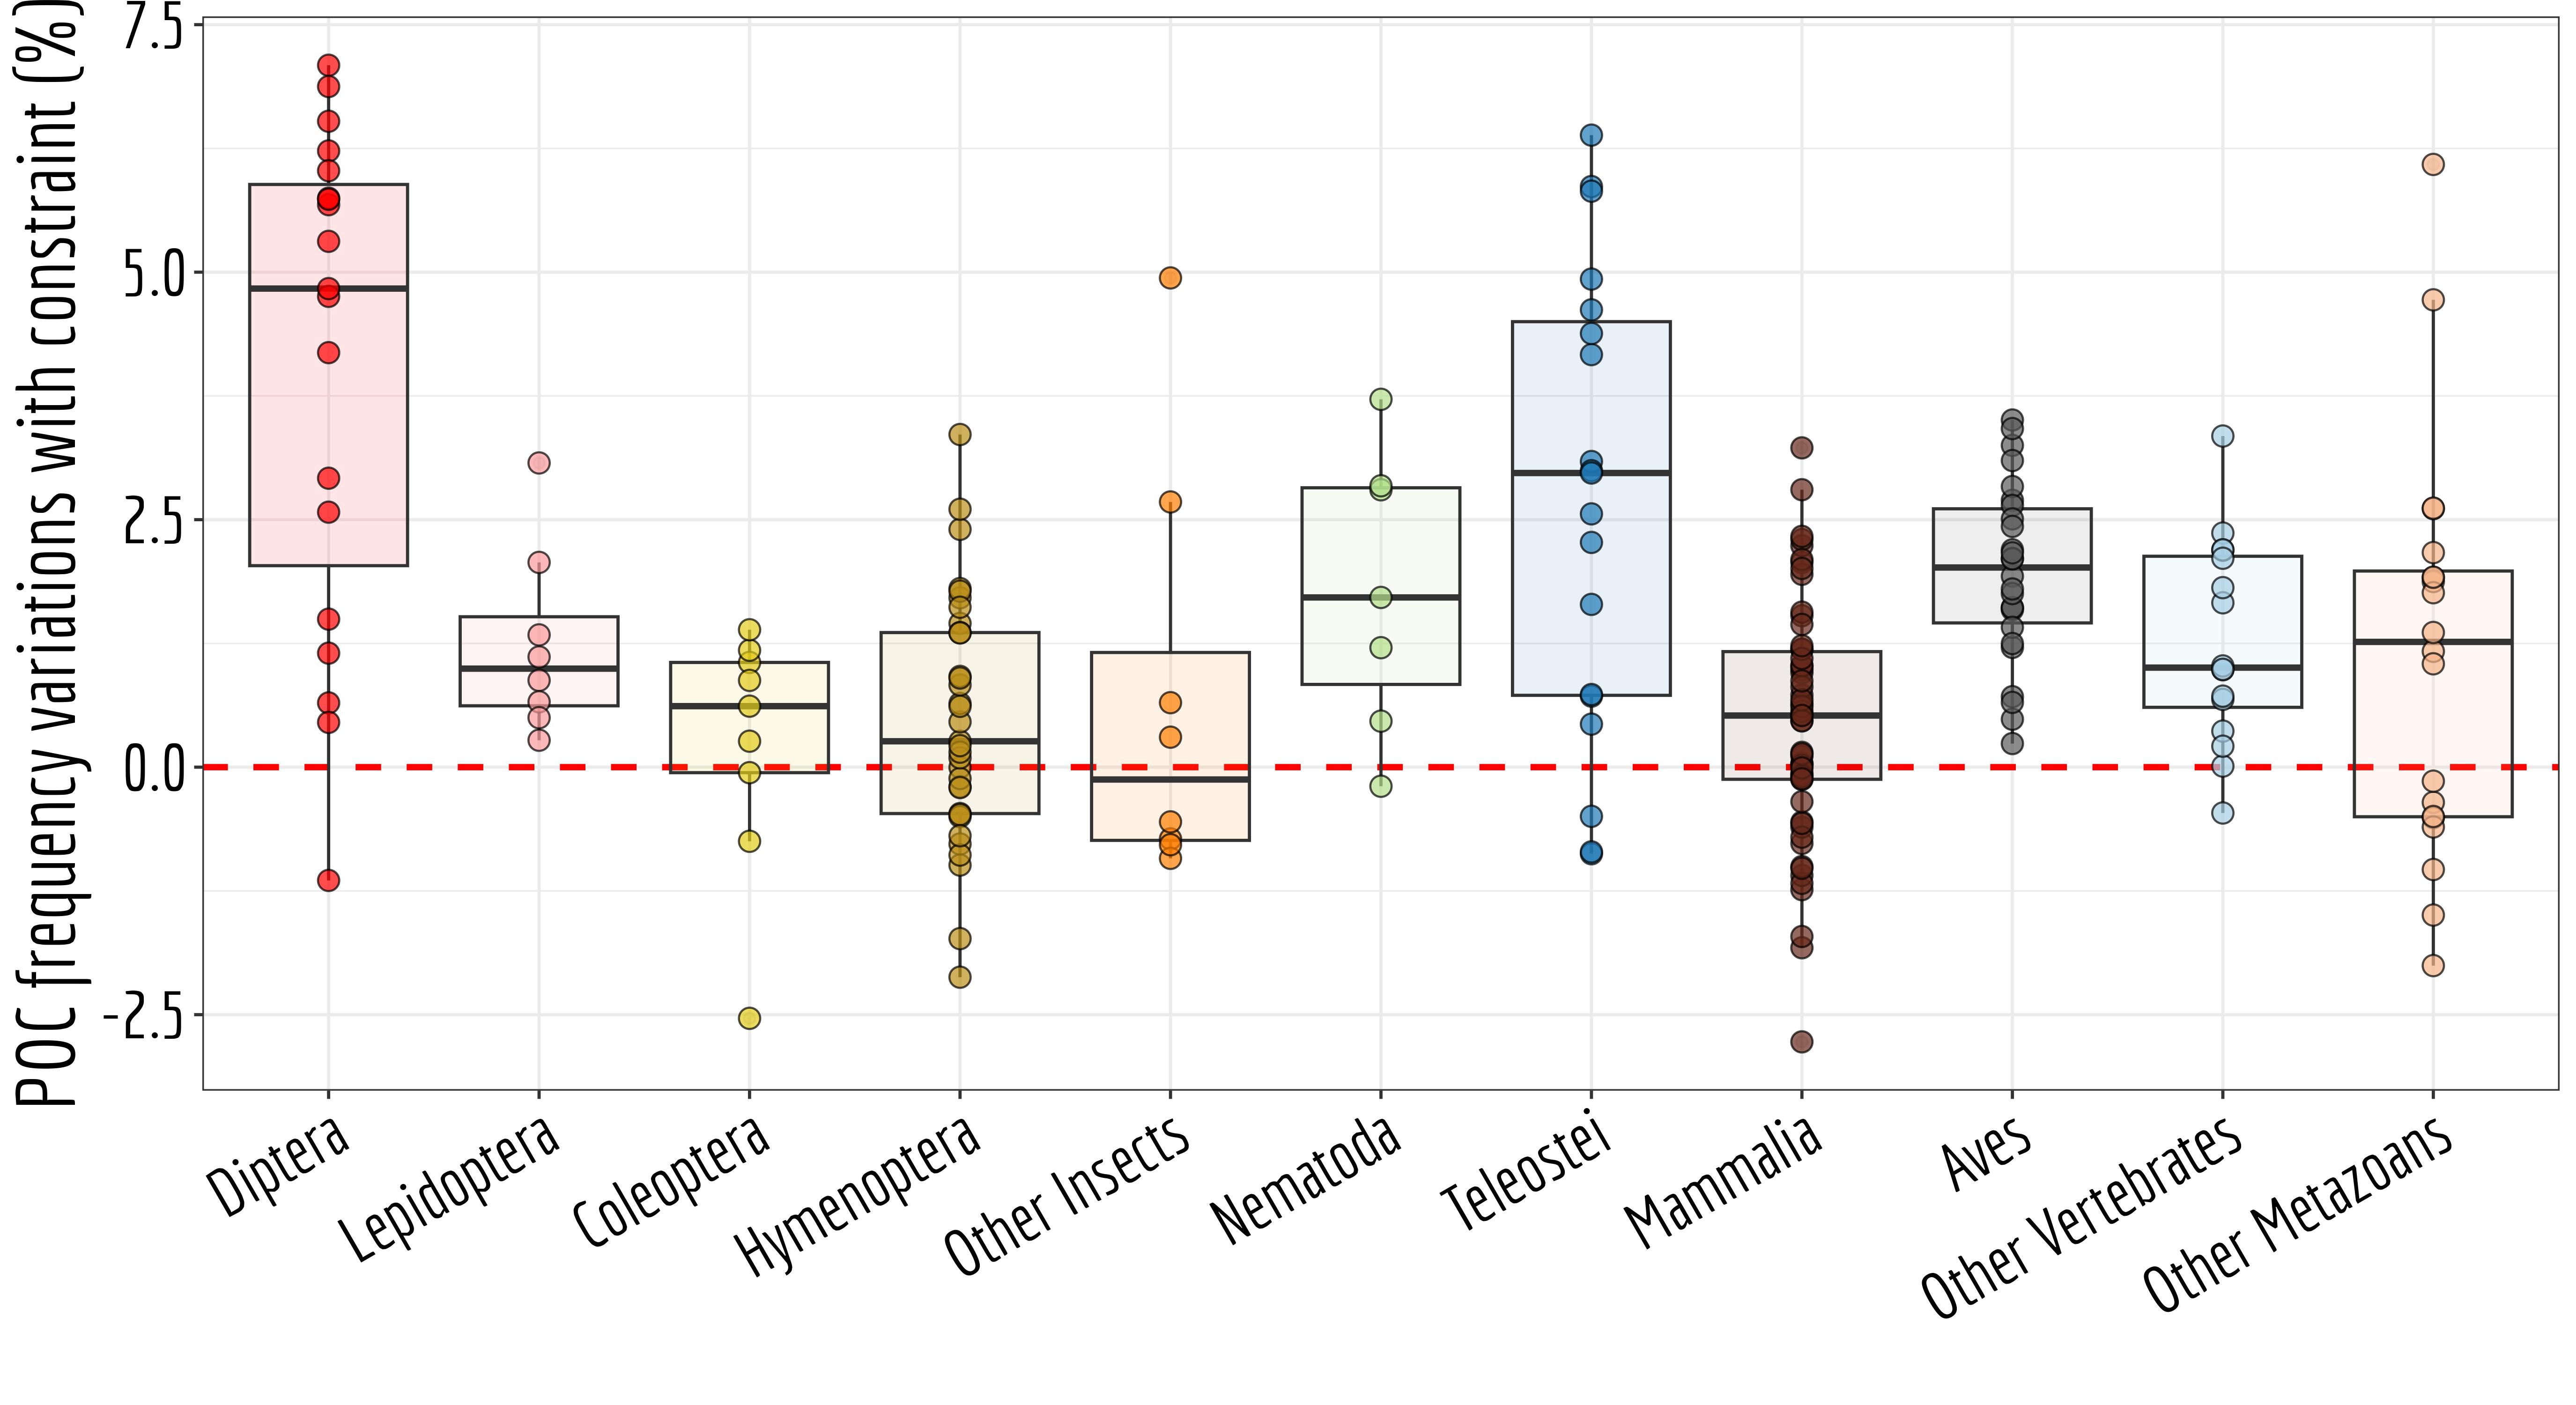 POC frequency variations with constraint (%)
7.5
5.0
2.5
0.0
-2.5
Diptera
Lepidoptera
Coleoptera
Hymenoptera
Other Insects
Nematoda
Teleostei
Mammalia
Aves
Other Vertebrates
Other Metazoans